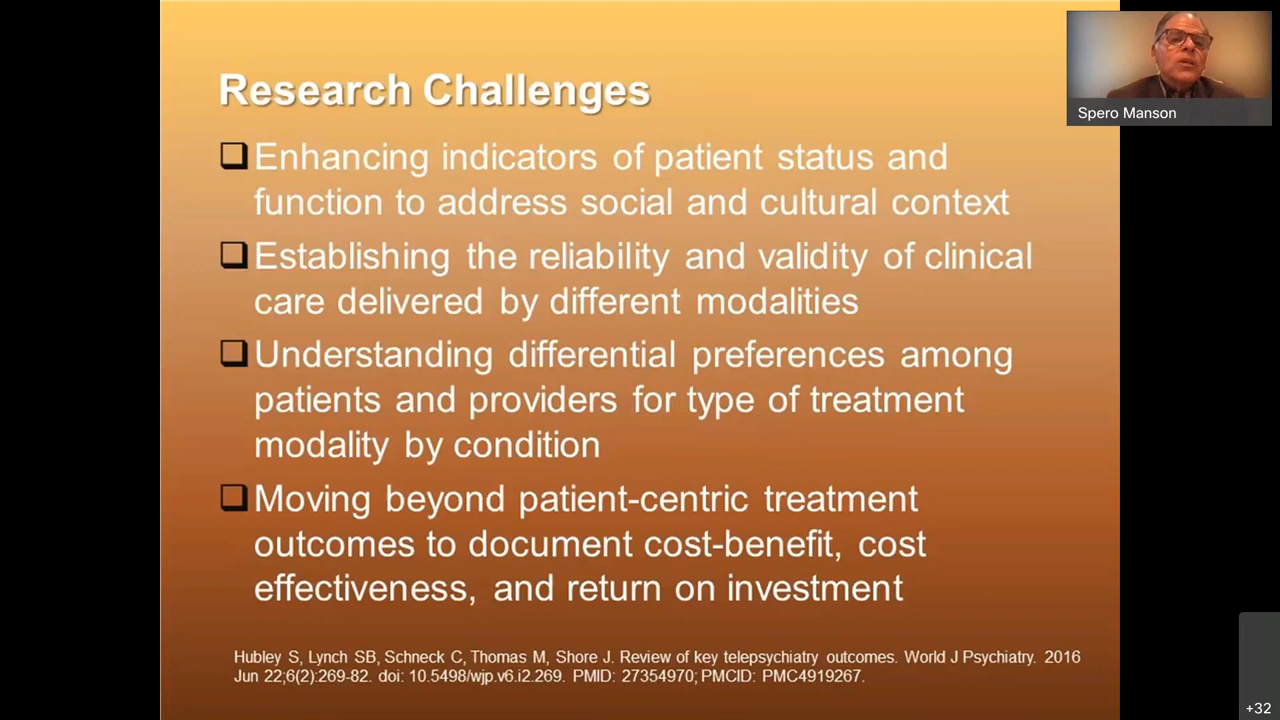 Research Challenges
Enhancing indicators of patient status and
function to address social and cultural context
Establishing the reliability and validity of clinical
care delivered by different modalities
Understanding differential preferences among
patients and providers for type of treatment
modality by condition
Moving beyond patient-centric treatment
outcomes to document cost-benefit, cost
effectiveness, and return on investment
Hubley S, Lynch SB, Schneck C, Thomas M, Shore J. Review of key telepsychiatry outcomes. World J Psychiatry. 2016
Jun 22;6(2):269-82. doi: 10.5498/wjp.v6.i2.269. PMID: 27354970; PMCID: PMC4919267.
Spero Manson
+32